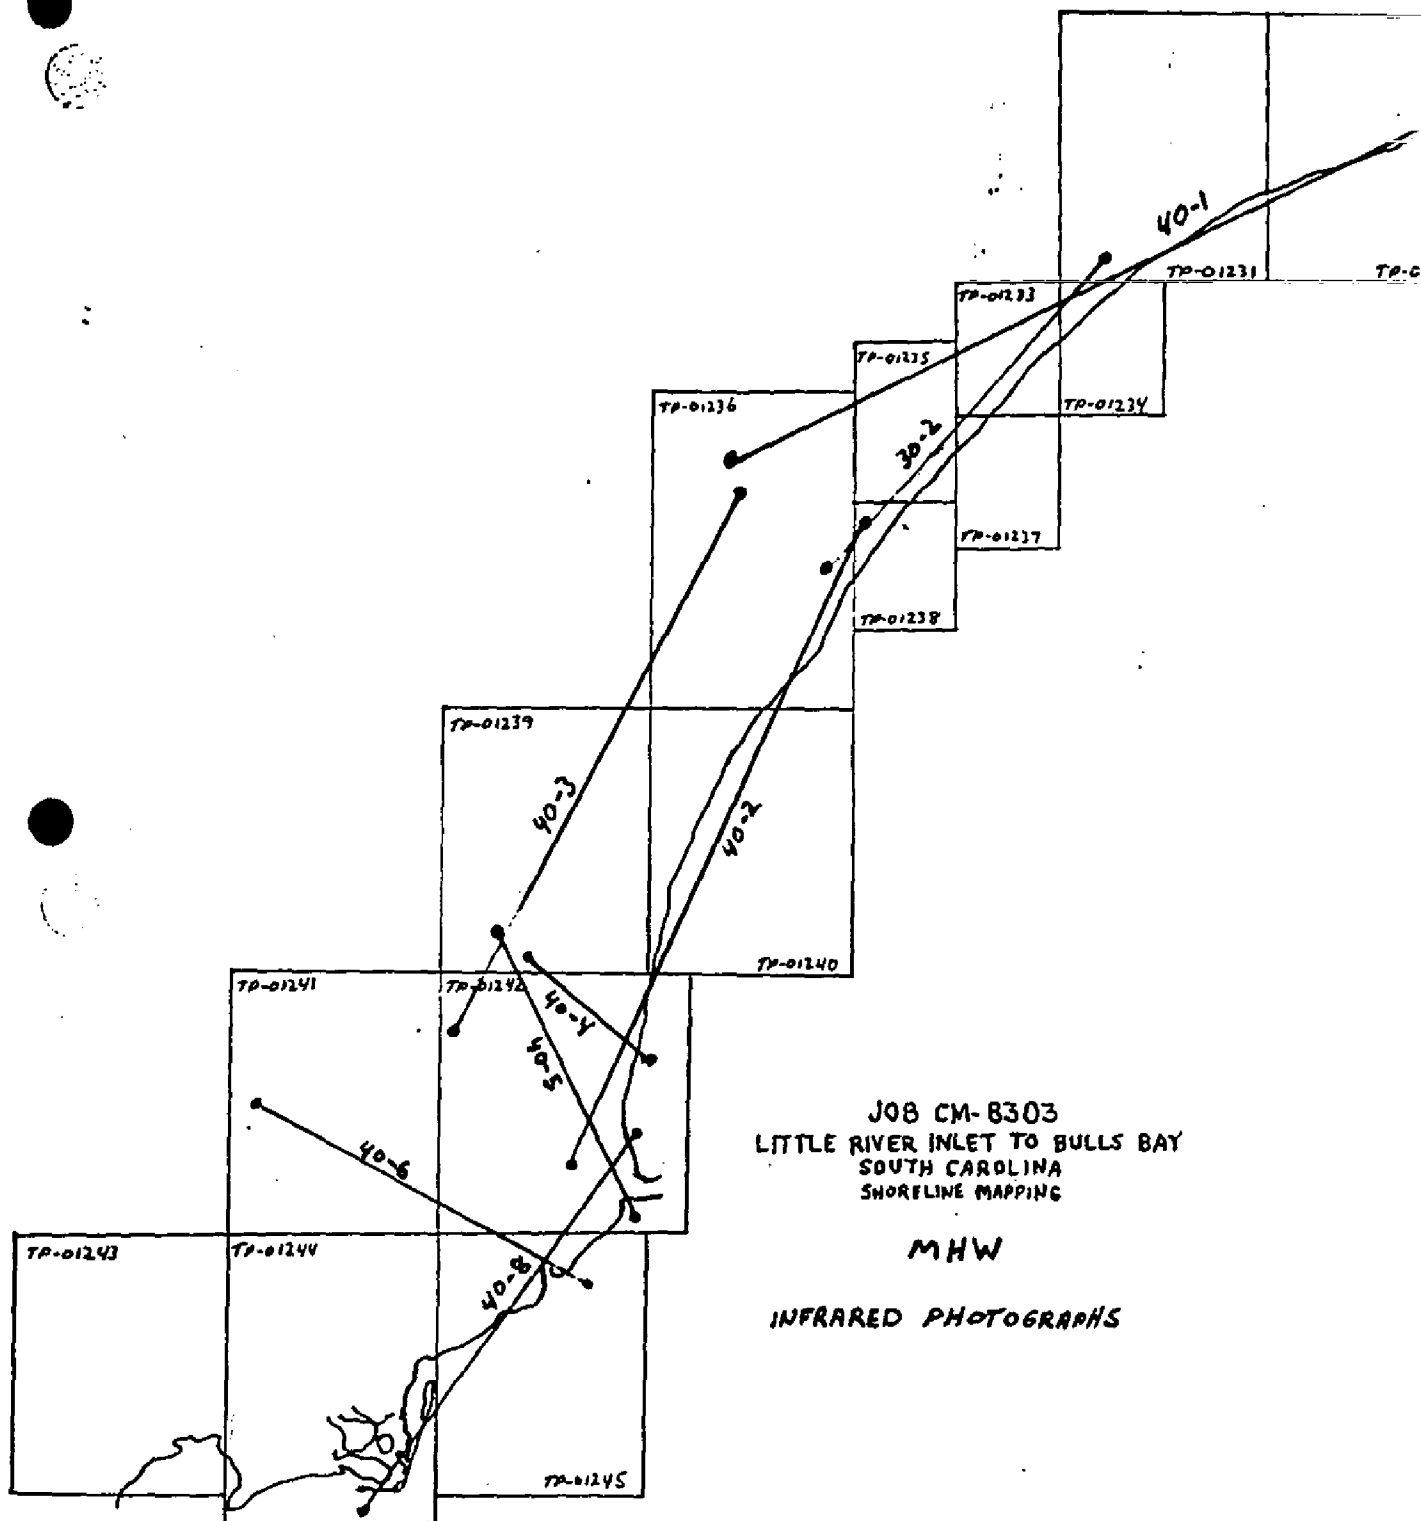 40-1
TP-01231
TP-0
TP-01233
TP-01235
TP-01236
TP-01234
30-2
TP-01237
TP-01238
TP-01239
40-3
40-2
TP-01240
TP-01241
TP-01242
40-4
40-5
JOB CM-8303
LITTLE RIVER INLET TO BULLS BAY
40-6
SOUTH CAROLINA
SHORELINE MAPPING
TP-01243
TP-01244
MHW
40-8
INFRARED PHOTOGRAPHS
TP-01245